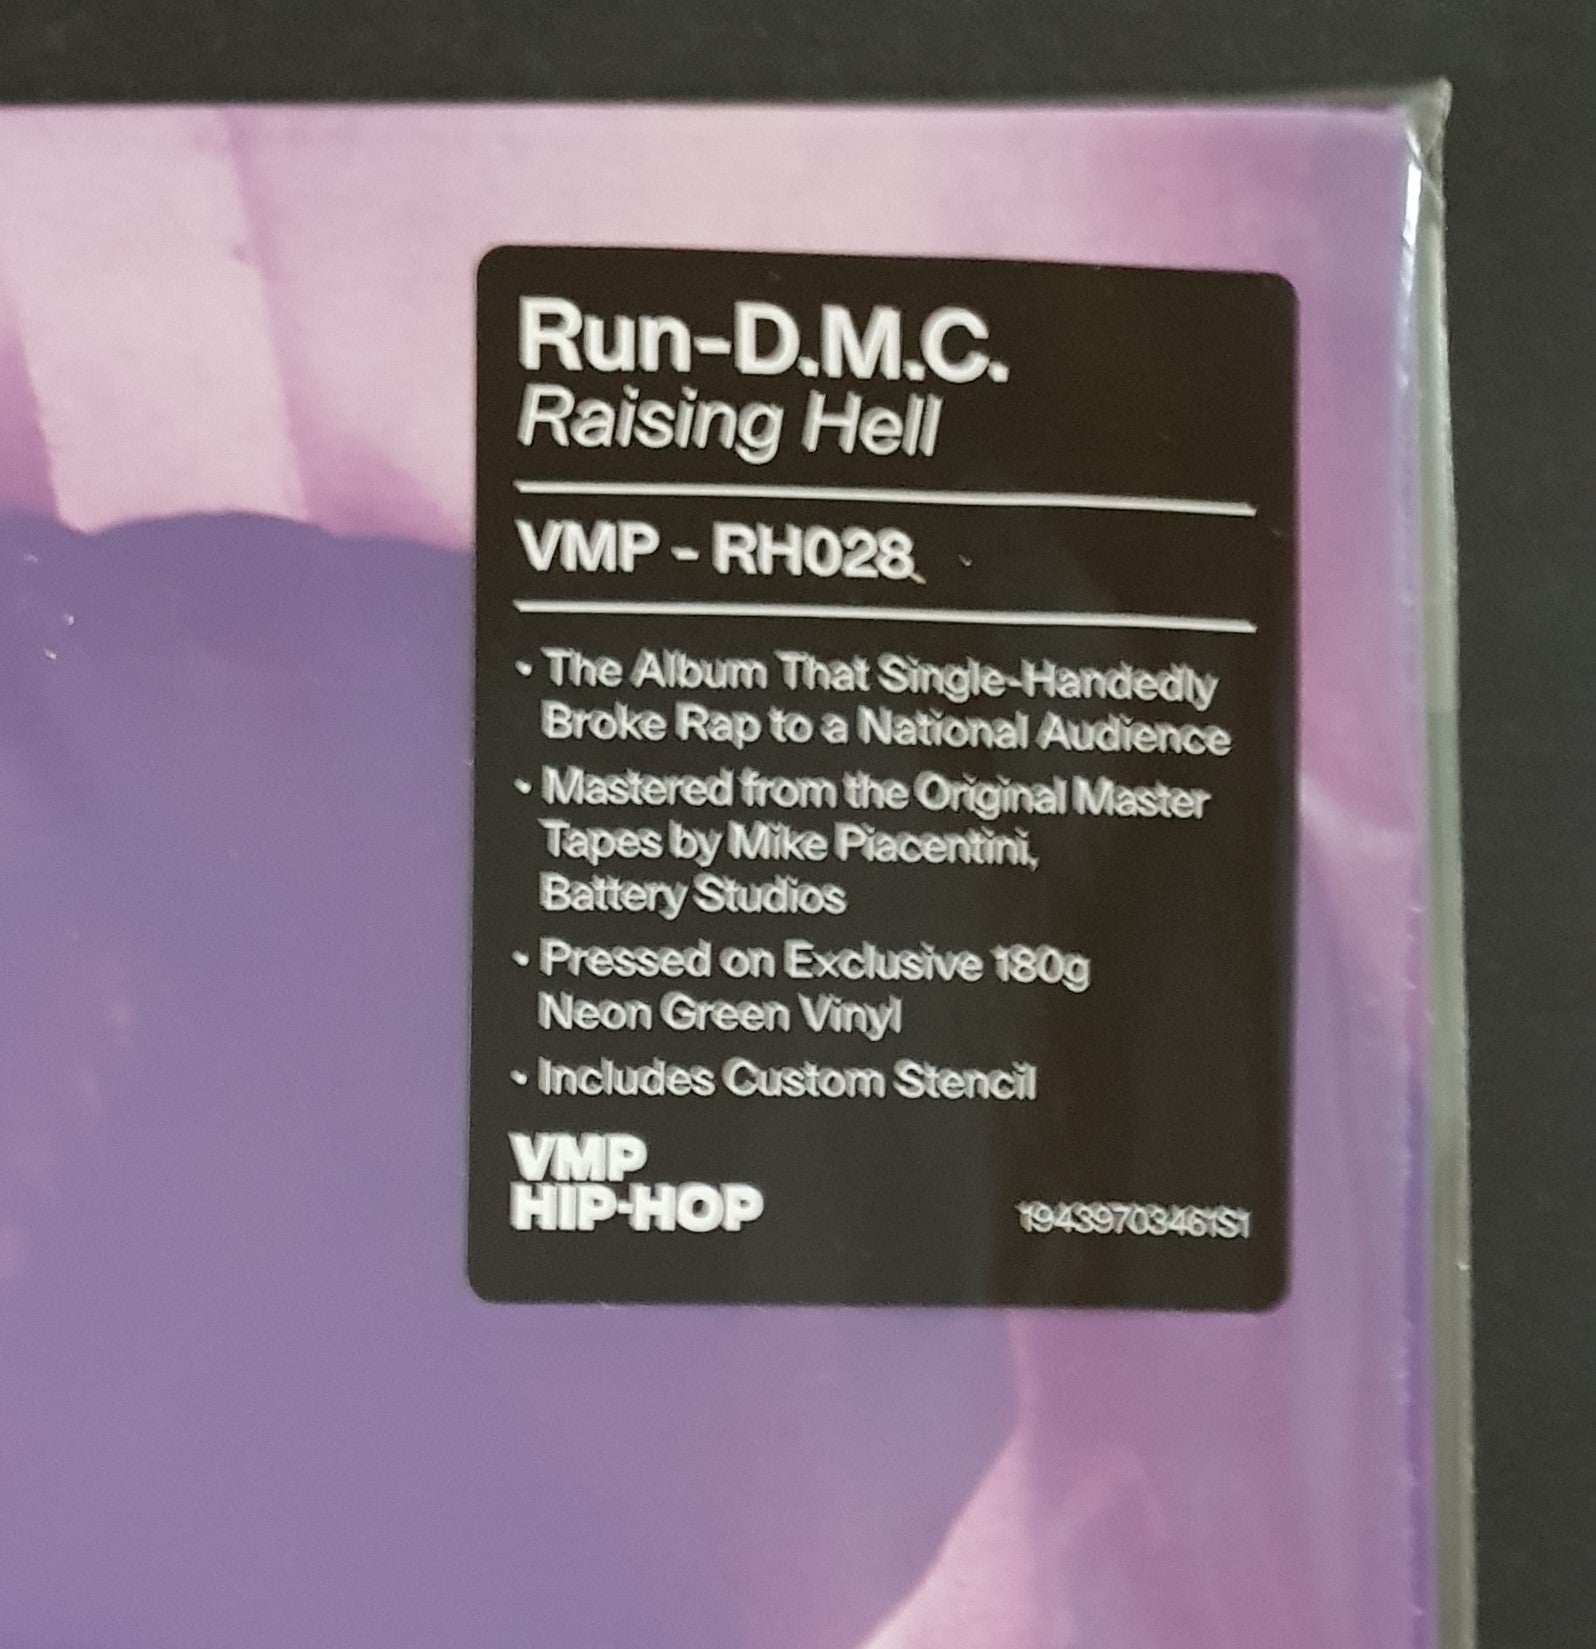 Run-D.M.C.
Raising Hell
VMP - RH028
• The Album That Single-Handedly
Broke Rap to a National Audience
• Mastered from the Original Master
Tapes by Mike Piacentini,
Battery Studios
• Pressed on Exclusive 180g
Neon Green Vinyl
• Includes Custom Stencil
VMP
HIP-HOP
19439703461S1